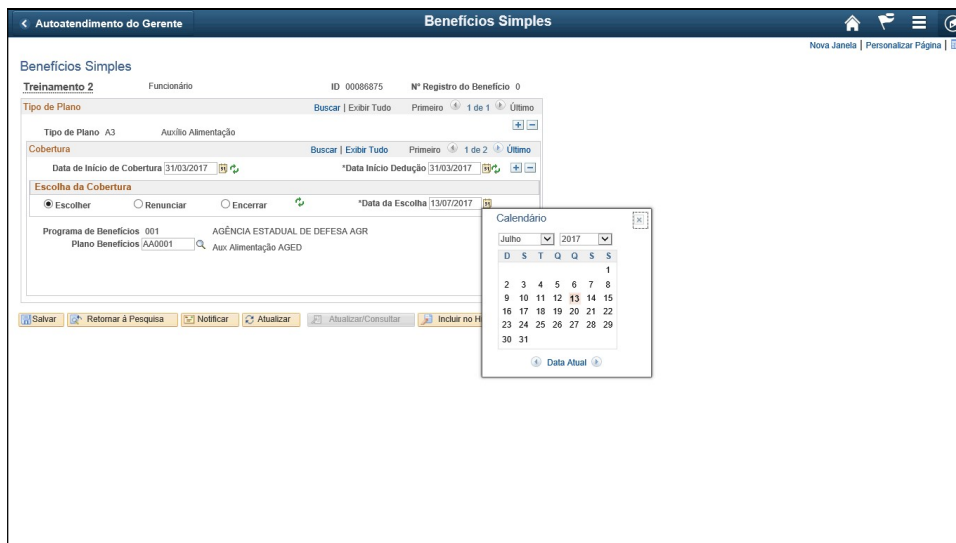 Autoatendimento do Gerente
Benefícios Simples
Nova Janela | Personalizar Página |
Benefícios Simples
Treinamento 2 Funcionário ID 00086875 Nº Registro do Benefício 0
Tipo de Plano Buscar | Exibir Tudo Primeiro 1 de 1 Último
Tipo de Plano A3 Auxílio Alimentação
Cobertura Buscar | Exibir Tudo Primeiro 1 de 2 Último
Data de Início de Cobertura 31/03/2017 *Data Início Dedução 31/03/2017
Escolha da Cobertura
Escolher Renunciar Encerrar *Data da Escolha 13/07/2017
Programa de Benefícios 001 AGÊNCIA ESTADUAL DE DEFESA AGR
Plano Benefícios AA0001 Aux Alimentação AGED
Salvar Retornar à Pesquisa Notificar Atualizar Atualizar/Consultar Incluir no H
Calendário
Julho 2017
D S T Q Q S S
1
2 3 4 5 6 7 8
9 10 11 12 13 14 15
16 17 18 19 20 21 22
23 24 25 26 27 28 29
30 31
Data Atual